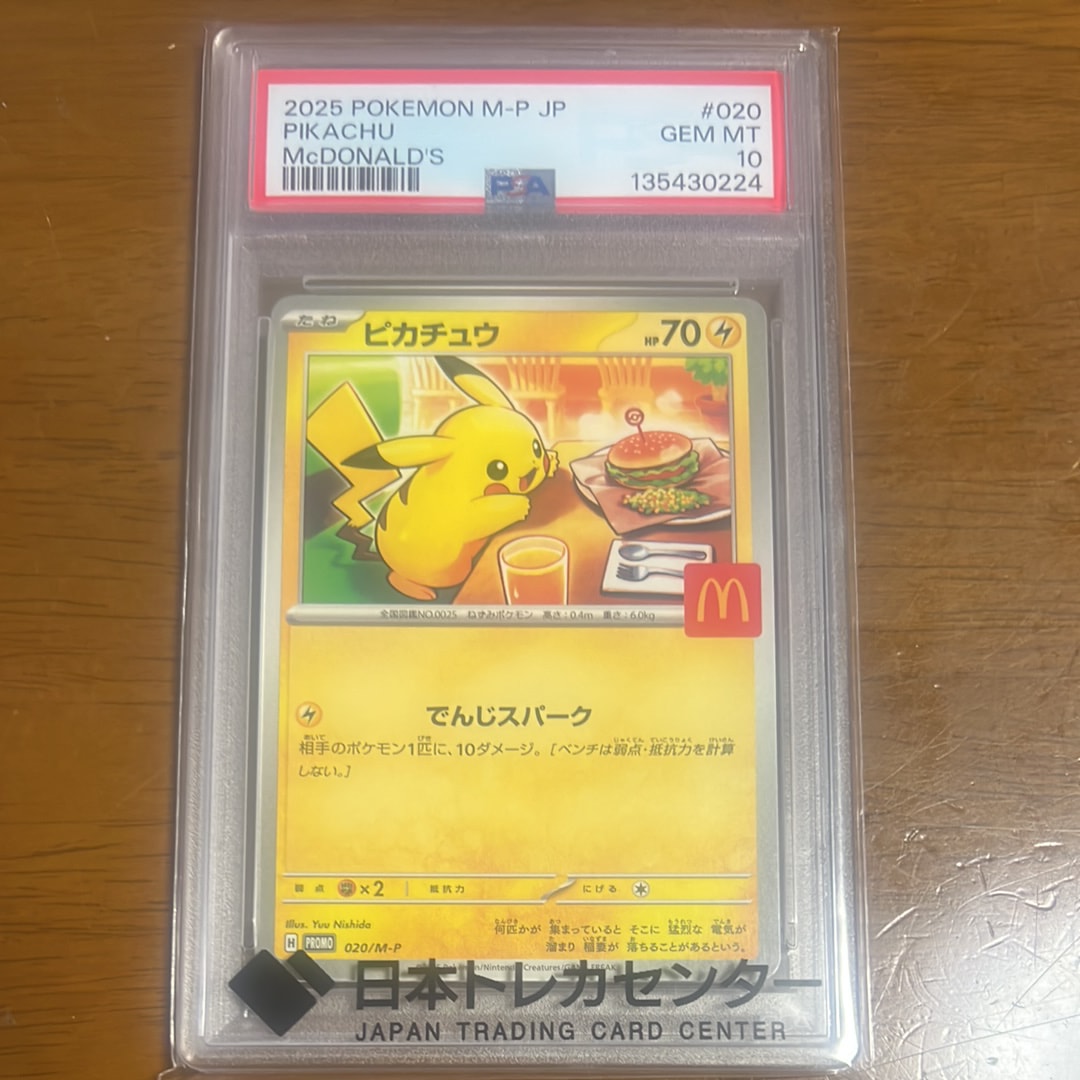 2025 POKEMON M-P JP #020
PIKACHU GEM MT
McDONALD'S 10
PSA 135430224
たね ピカチュウ HP70
全国図鑑NO.0025 ねずみポケモン 高さ:0.4m 重さ:6.0kg
でんじスパーク
相手のポケモン1匹に、10ダメージ。[ベンチは弱点・抵抗力を計算
しない。]
弱点 ×2 抵抗力 にげる
Illus. Yuu Nishida
何匹かが 集まっていると そこに 猛烈な 電気が
溜まり 稲妻が 落ちることがあるという。
H PROMO 020/M-P
日本トレカセンター
JAPAN TRADING CARD CENTER